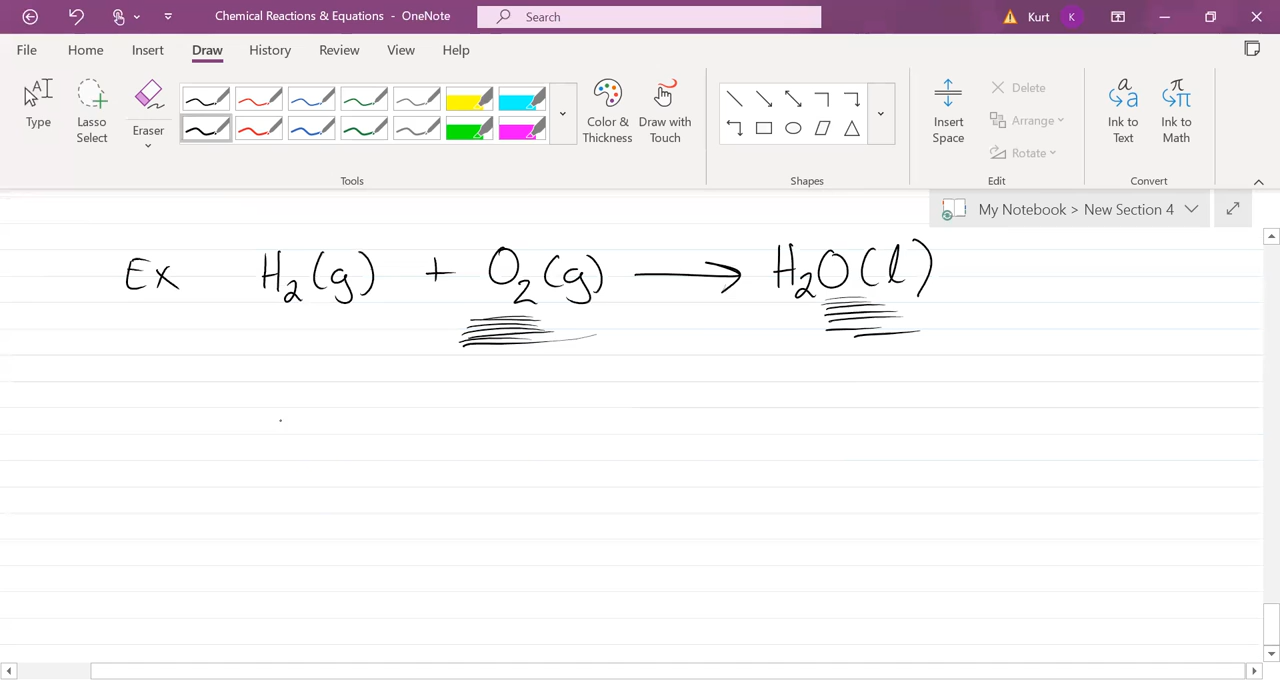 Chemical Reactions & Equations - OneNote
Search
Kurt
K
File Home Insert Draw History Review View Help
Type
Lasso Select
Eraser
Color & Thickness
Draw with Touch
Insert Space
Delete
Arrange
Rotate
Ink to Text
Ink to Math
Tools Shapes Edit Convert
My Notebook > New Section 4
Ex H₂(g) + O₂(g) → H₂O(l)